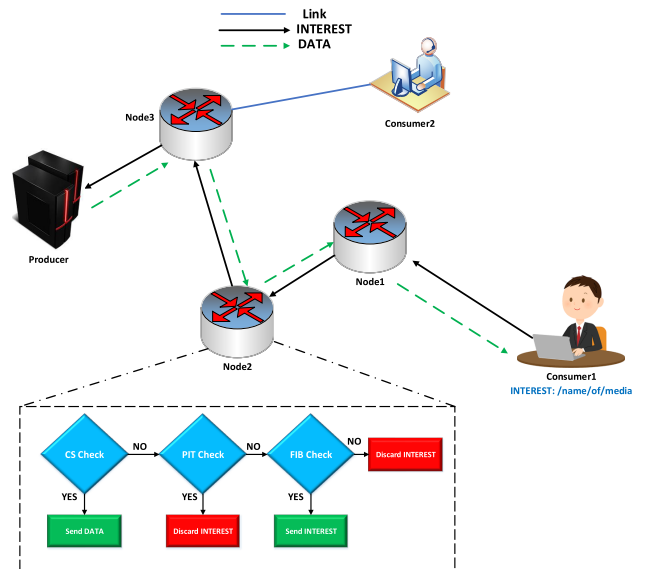 Link
INTEREST
DATA
Node3
Consumer2
Producer
Node1
Node2
Consumer1
INTEREST: /name/of/media
CS Check
NO
PIT Check
NO
FIB Check
NO
Discard INTEREST
YES
YES
YES
Send DATA
Discard INTEREST
Send INTEREST